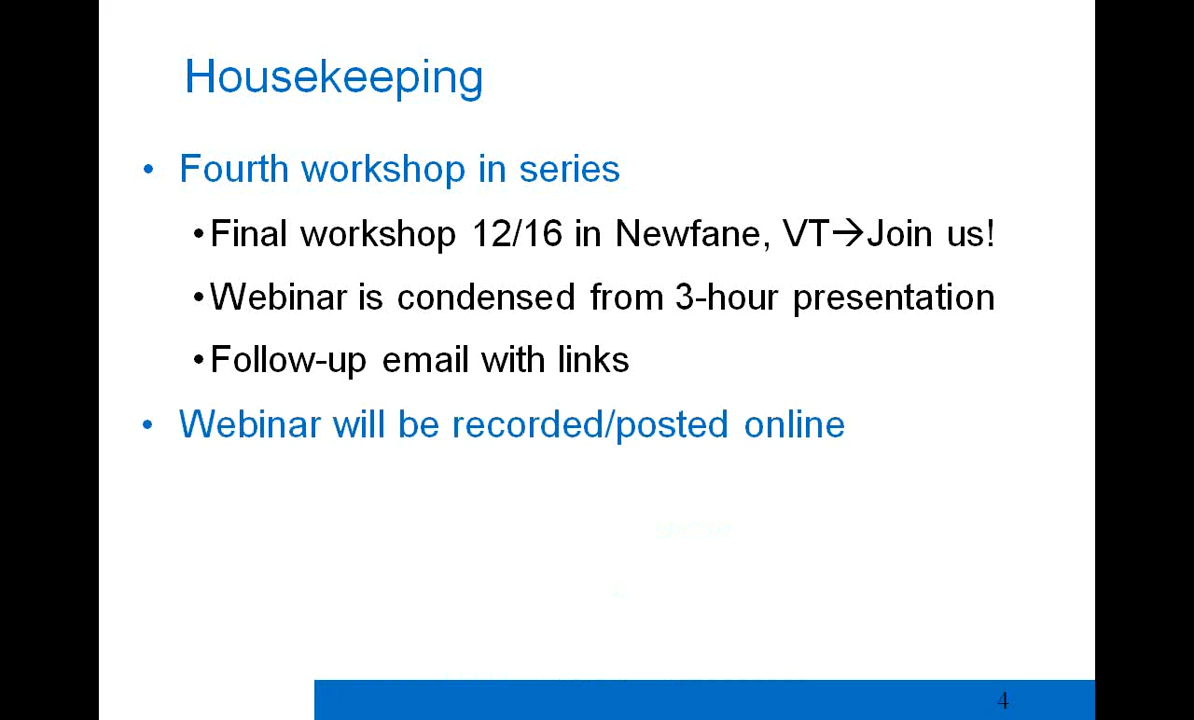 Housekeeping
• Fourth workshop in series
•Final workshop 12/16 in Newfane, VT→Join us!
•Webinar is condensed from 3-hour presentation
•Follow-up email with links
• Webinar will be recorded/posted online
4